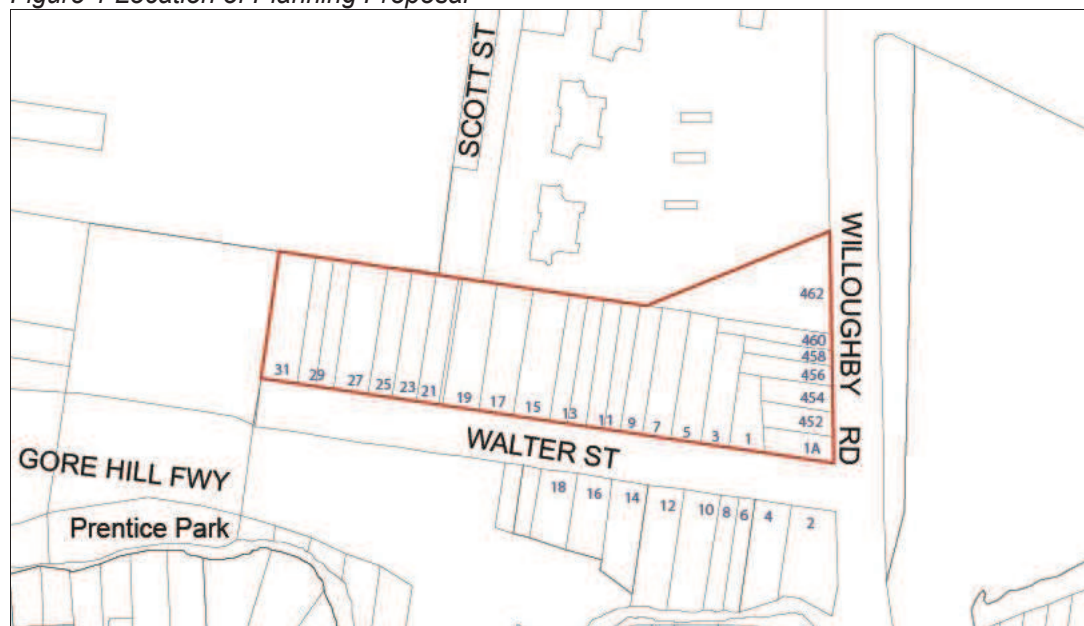 Figure 1 Location of Planning Proposal
SCOTT ST
WILLOUGHBY RD
462
460
458
456
454
452
1A
31 29 27 25 23 21 19 17 15 13 11 9 7 5 3 1
WALTER ST
GORE HILL FWY
Prentice Park
18 16 14 12 10 8 6 4 2